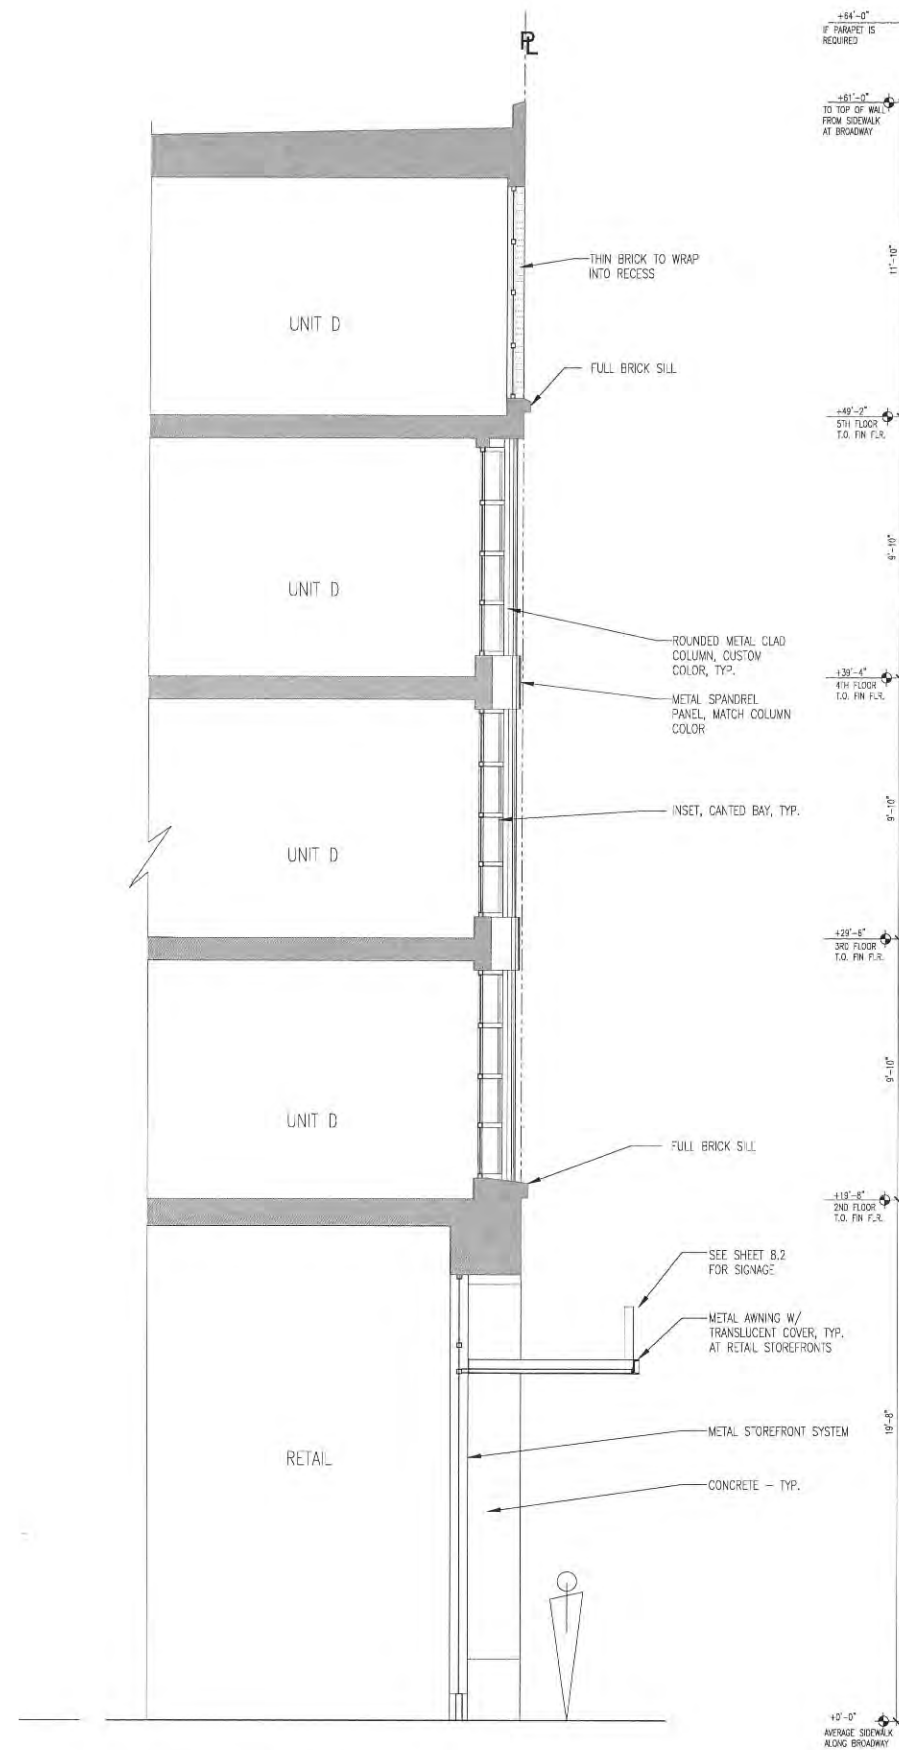 PL
+64'-0"
IF PARAPET IS
REQUIRED
+61'-0"
TO TOP OF WALL
FROM SIDEWALK
AT BROADWAY
THIN BRICK TO WRAP
INTO RECESS
11'-10"
UNIT D
FULL BRICK SILL
+49'-2"
5TH FLOOR
T.O. FIN FLR.
9'-10"
UNIT D
ROUNDED METAL CLAD
COLUMN, CUSTOM
COLOR, TYP.
+39'-4"
4TH FLOOR
T.O. FIN FLR.
METAL SPANDREL
PANEL, MATCH COLUMN
COLOR
INSET, CANTED BAY, TYP.
9'-10"
UNIT D
+29'-6"
3RD FLOOR
T.O. FIN FLR.
9'-10"
UNIT D
FULL BRICK SILL
+19'-8"
2ND FLOOR
T.O. FIN FLR.
SEE SHEET 8.2
FOR SIGNAGE
METAL AWNING W/
TRANSLUCENT COVER, TYP.
AT RETAIL STOREFRONTS
19'-8"
METAL STOREFRONT SYSTEM
RETAIL
CONCRETE – TYP.
+0'-0"
AVERAGE SIDEWALK
ALONG BROADWAY